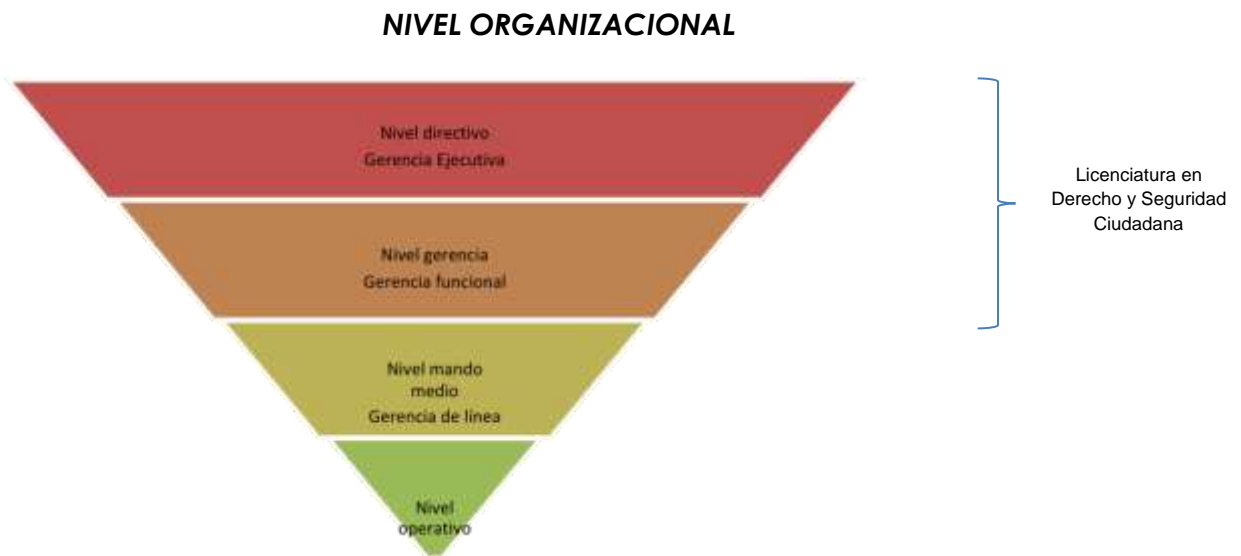 NIVEL ORGANIZACIONAL
Nivel directivo
Gerencia Ejecutiva
Nivel gerencia
Gerencia funcional
Nivel mando
medio
Gerencia de línea
Nivel
operativo
Licenciatura en
Derecho y Seguridad
Ciudadana